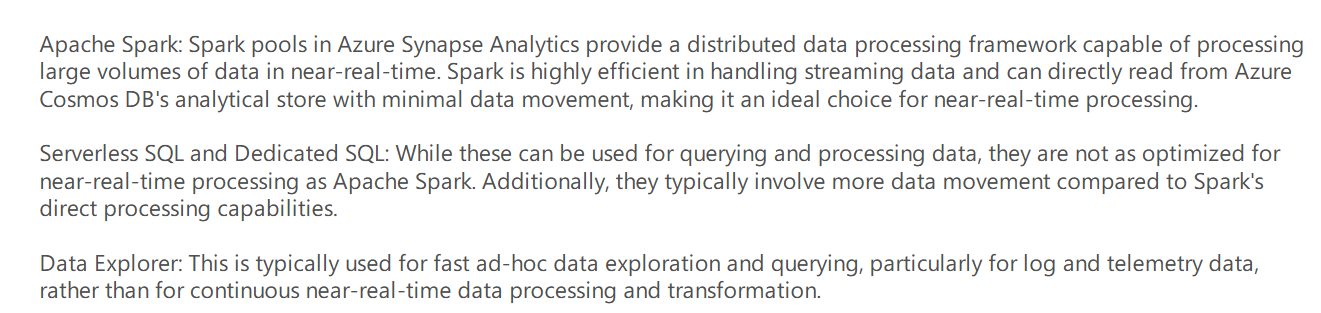 Apache Spark: Spark pools in Azure Synapse Analytics provide a distributed data processing framework capable of processing
large volumes of data in near-real-time. Spark is highly efficient in handling streaming data and can directly read from Azure
Cosmos DB's analytical store with minimal data movement, making it an ideal choice for near-real-time processing.
Serverless SQL and Dedicated SQL: While these can be used for querying and processing data, they are not as optimized for
near-real-time processing as Apache Spark. Additionally, they typically involve more data movement compared to Spark's
direct processing capabilities.
Data Explorer: This is typically used for fast ad-hoc data exploration and querying, particularly for log and telemetry data,
rather than for continuous near-real-time data processing and transformation.